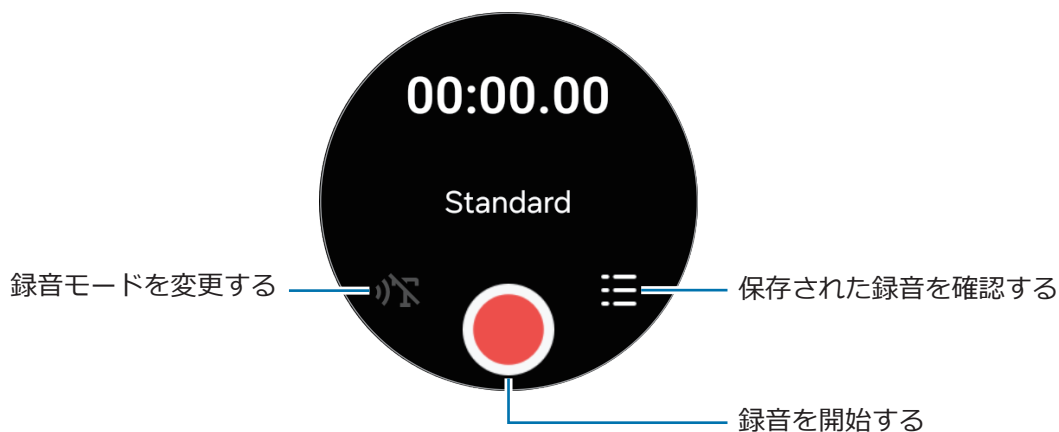 00:00.00
Standard
録音モードを変更する
保存された録音を確認する
録音を開始する